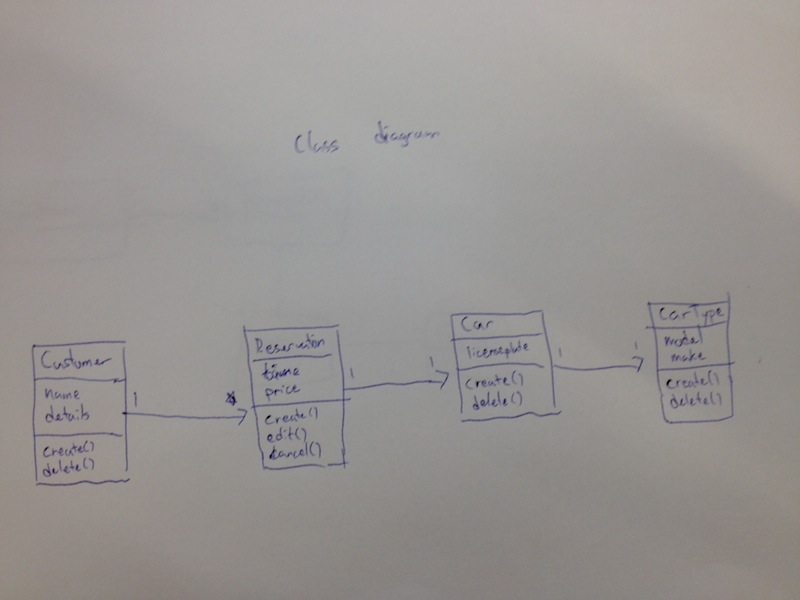 Class diagram
Customer
name
details
create()
delete()
1
*
Reservation
price
create()
edit()
cancel()
1
1
Car
licenseplate
create()
delete()
1
1
CarType
model
make
create()
delete()